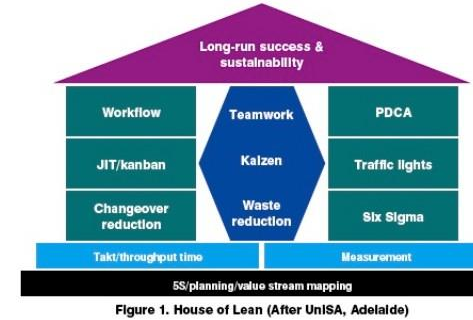 Long-run success &
sustainability
Workflow
Teamwork
PDCA
JIT/kanban
Kaizen
Traffic lights
Changeover
reduction
Waste
reduction
Six Sigma
Takt/throughput time
Measurement
5S/planning/value stream mapping
Figure 1. House of Lean (After UniSA, Adelaide)